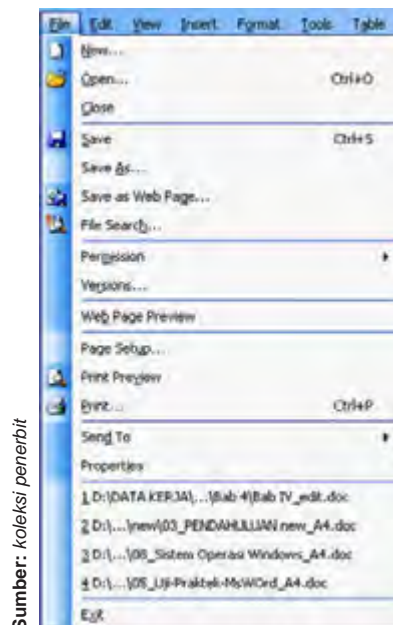 File Edit View Insert Format Tools Table
New...
Open... Ctrl+O
Close
Save Ctrl+S
Save As...
Save as Web Page...
File Search...
Permission
Versions...
Web Page Preview
Page Setup...
Print Preview
Print... Ctrl+P
Send To
Properties
1 D:\DATA KERJA\...\Bab 4\Bab IV_edit.doc
2 D:\...\new\03_PENDAHULUAN new_A4.doc
3 D:\...\06_Sistem Operasi Windows_A4.doc
4 D:\...\05_Uji-Praktek-MsWOrd_A4.doc
Exit
Sumber: koleksi penerbit